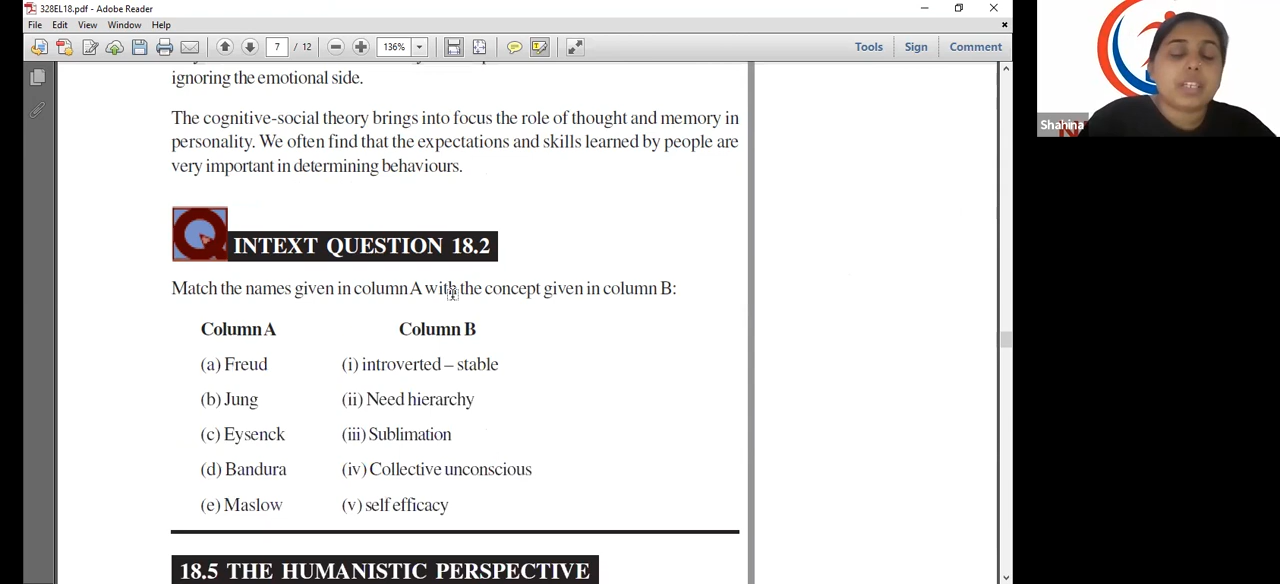 328EL18.pdf - Adobe Reader
File Edit View Window Help
7 / 12 136% Tools Sign Comment
ignoring the emotional side.
The cognitive-social theory brings into focus the role of thought and memory in
personality. We often find that the expectations and skills learned by people are
very important in determining behaviours.
Q
INTEXT QUESTION 18.2
Match the names given in column A with the concept given in column B:
Column A Column B
(a) Freud (i) introverted – stable
(b) Jung (ii) Need hierarchy
(c) Eysenck (iii) Sublimation
(d) Bandura (iv) Collective unconscious
(e) Maslow (v) self efficacy
18.5 THE HUMANISTIC PERSPECTIVE
Shahina